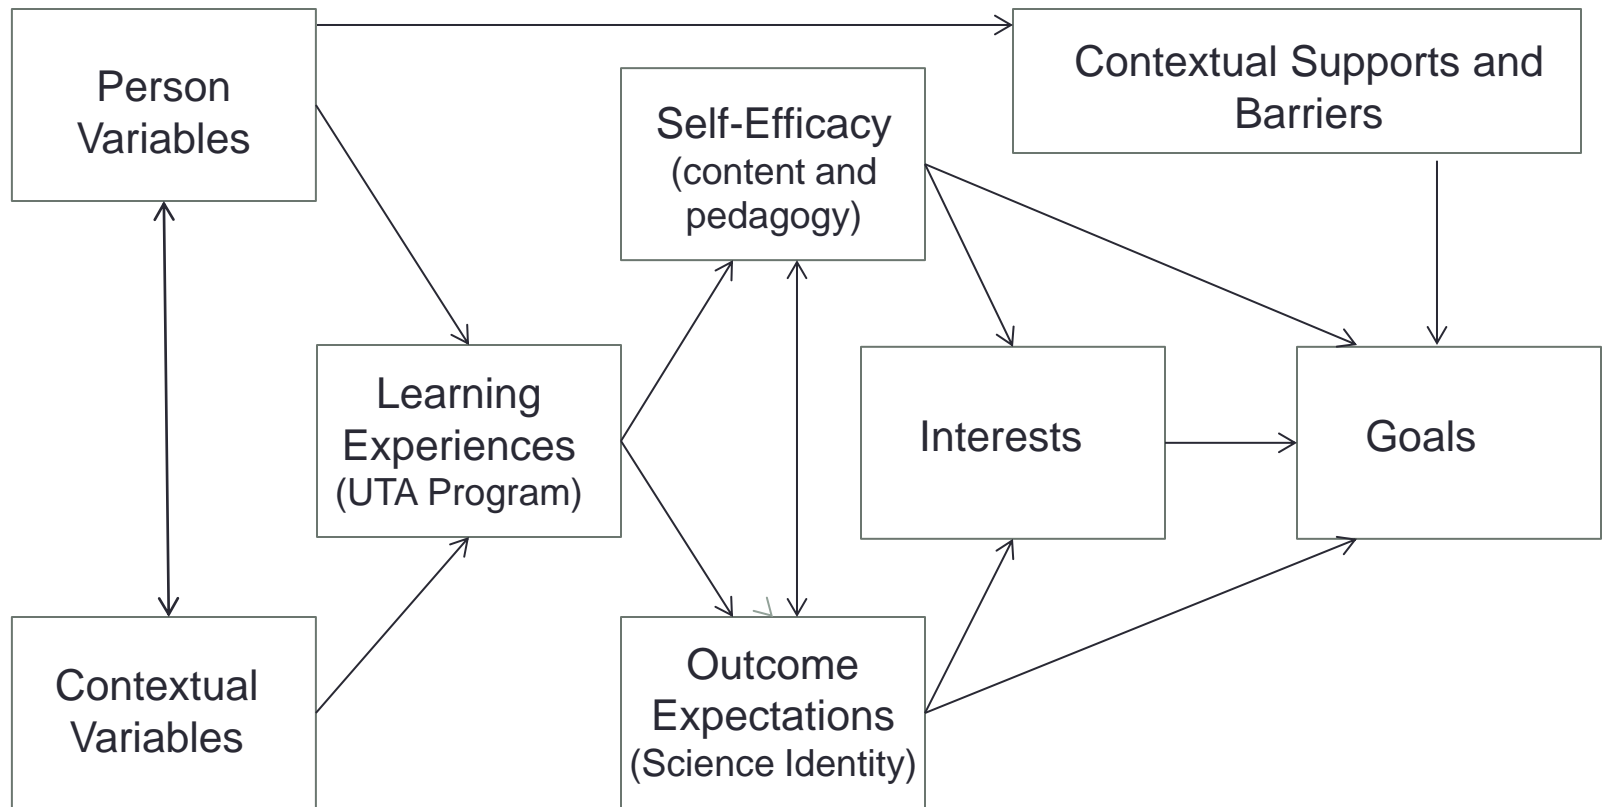 Person
Variables
Contextual Supports and
Barriers
Self-Efficacy
(content and
pedagogy)
Learning
Experiences
(UTA Program)
Interests
Goals
Contextual
Variables
Outcome
Expectations
(Science Identity)